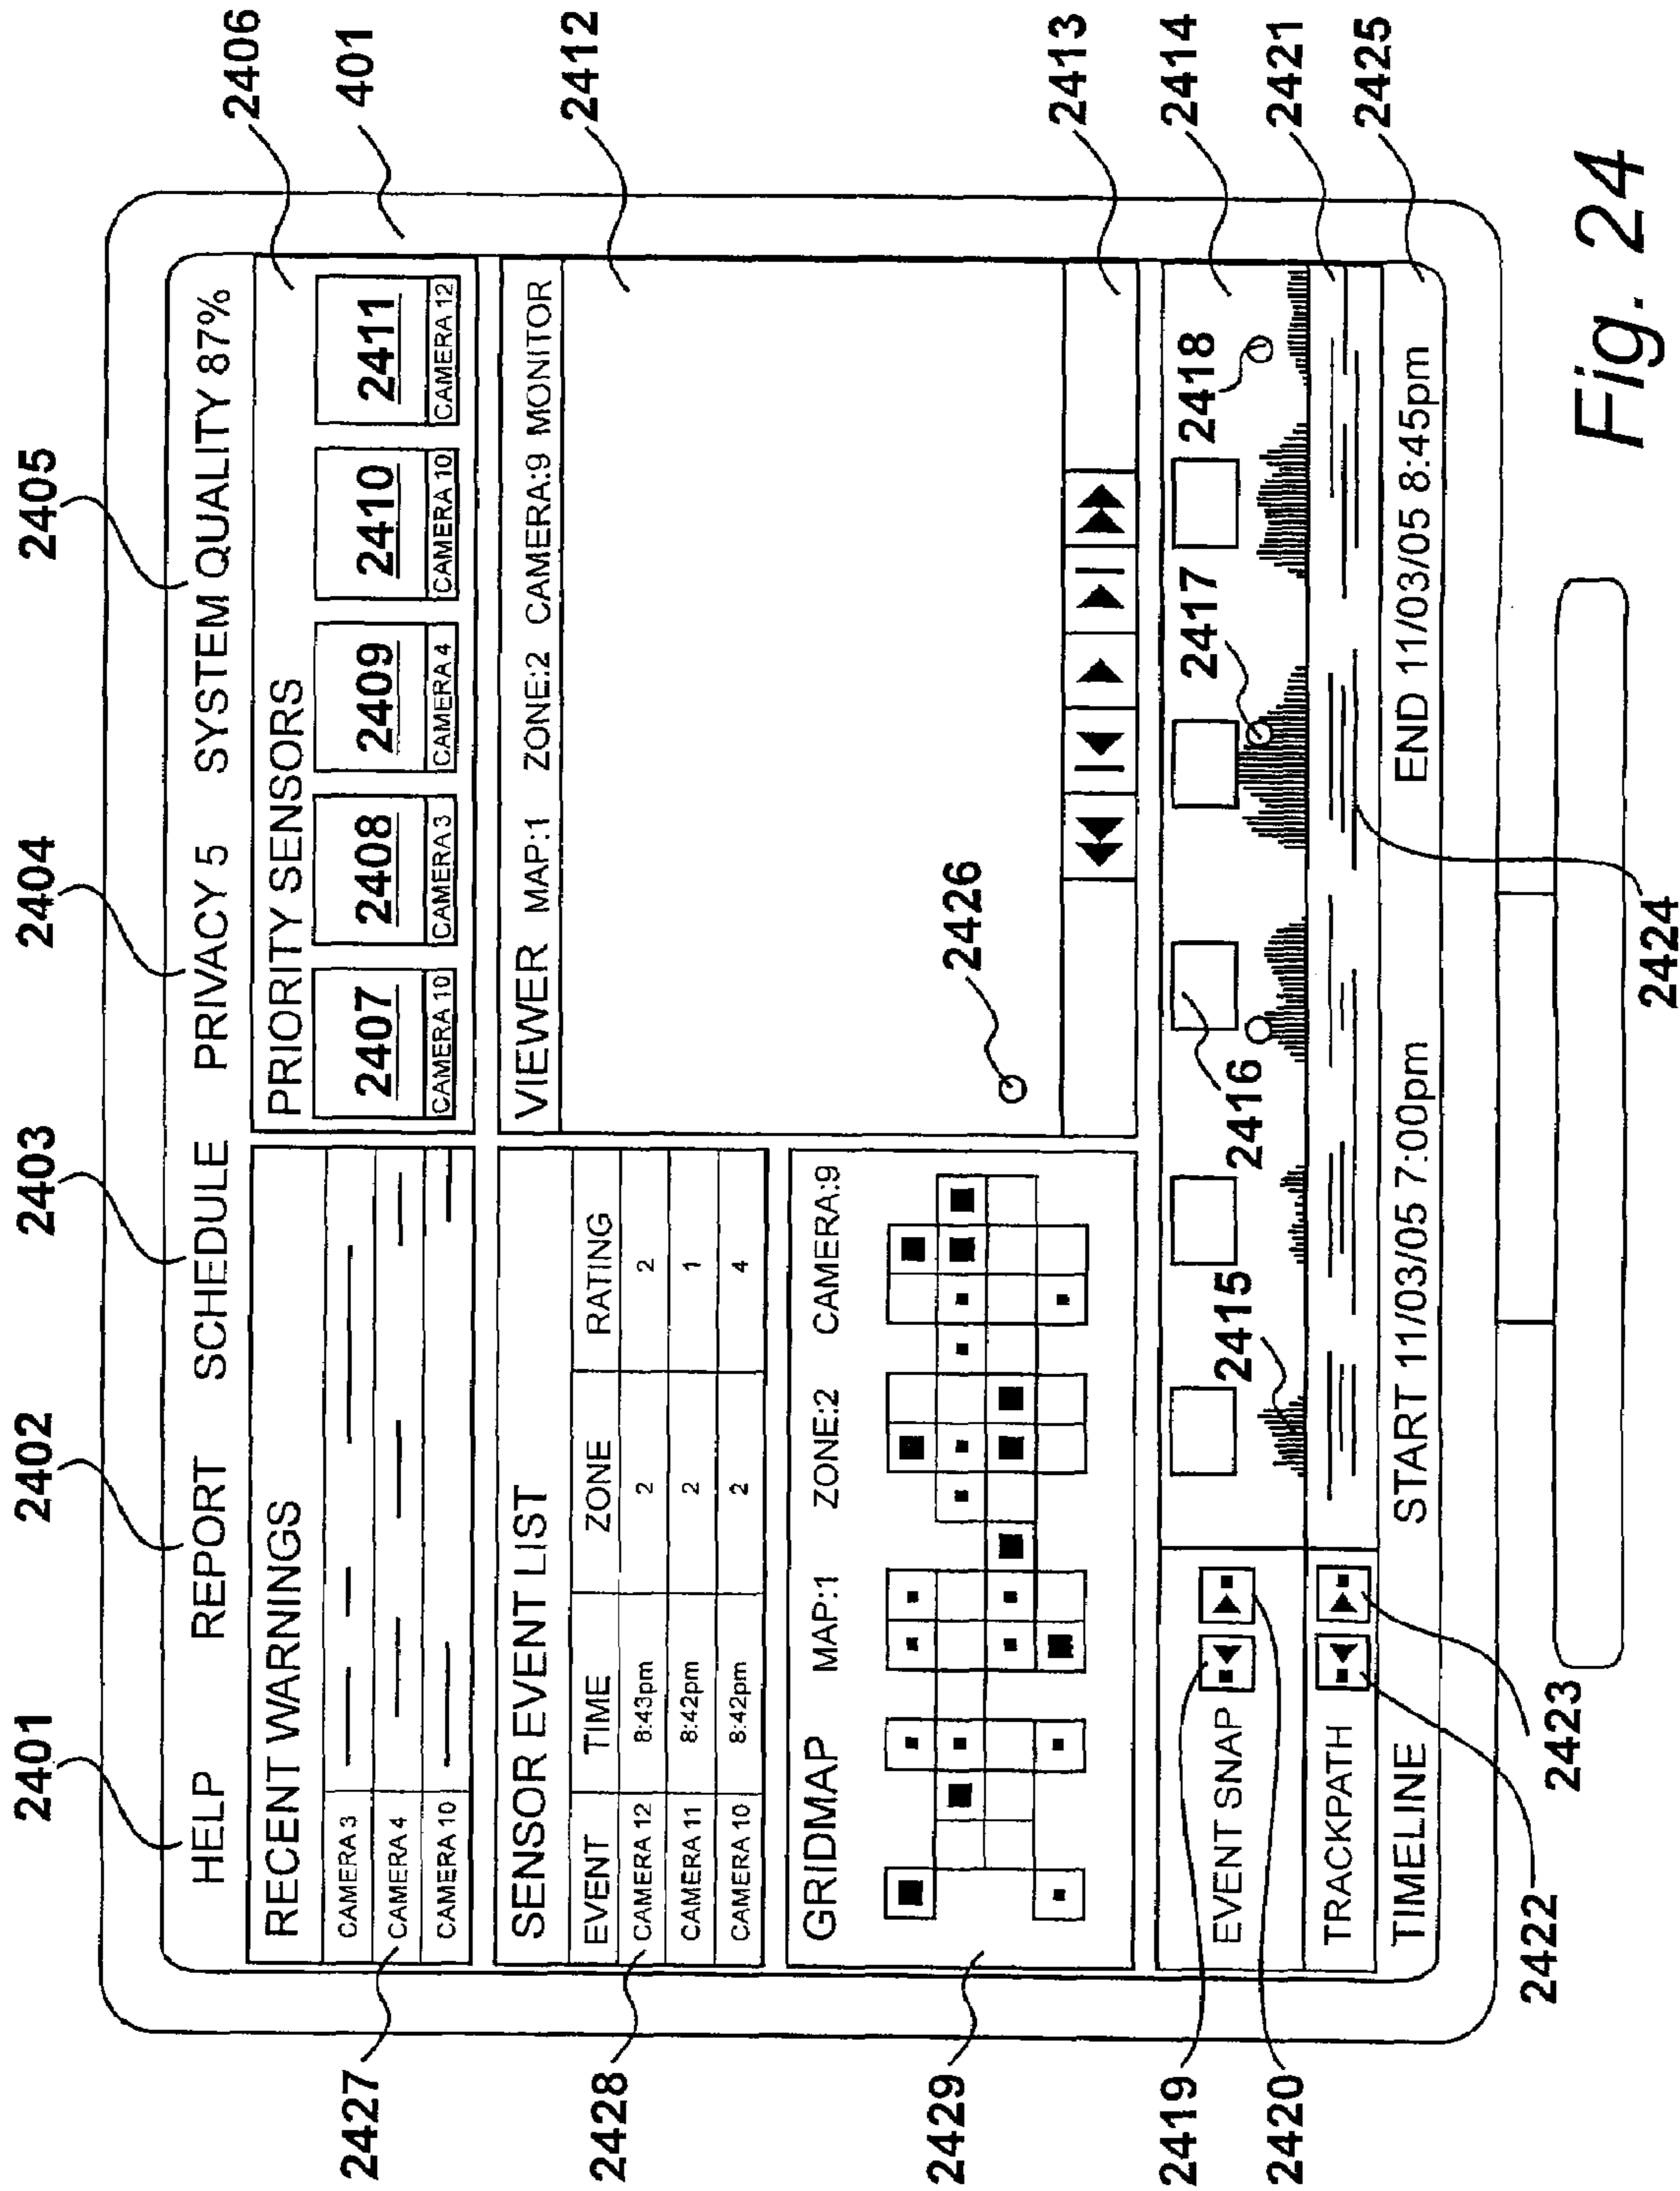 2401
2402
2403
2404
2405
HELP REPORT SCHEDULE PRIVACY 5 SYSTEM QUALITY 87%
2406
401
RECENT WARNINGS
CAMERA 3
CAMERA 4
CAMERA 10
2427
PRIORITY SENSORS
2407 2408 2409 2410 2411
CAMERA 10 CAMERA 3 CAMERA 4 CAMERA 10 CAMERA 12
SENSOR EVENT LIST
EVENT TIME ZONE RATING
CAMERA 12 8:43pm 2 2
CAMERA 11 8:42pm 2 1
CAMERA 10 8:42pm 2 4
2428
VIEWER MAP:1 ZONE:2 CAMERA:9 MONITOR
2412
2426
2413
GRIDMAP MAP:1 ZONE:2 CAMERA:9
2429
EVENT SNAP
2419
2420
2415
2416
2417
2418
2414
TRACKPATH
2421
2422
2423
2424
TIMELINE START 11/03/05 7:00pm END 11/03/05 8:45pm
2425
Fig. 24